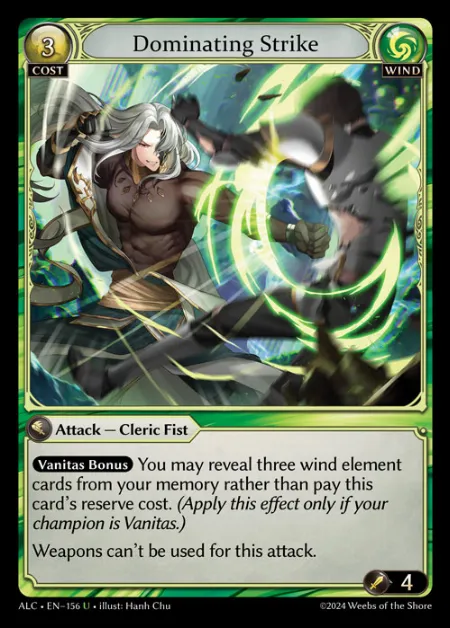 3
Dominating Strike
COST
WIND
Attack — Cleric Fist
Vanitas Bonus You may reveal three wind element
cards from your memory rather than pay this
card's reserve cost. (Apply this effect only if your
champion is Vanitas.)
Weapons can't be used for this attack.
4
ALC • EN-156 U • illust: Hanh Chu
©2024 Weebs of the Shore